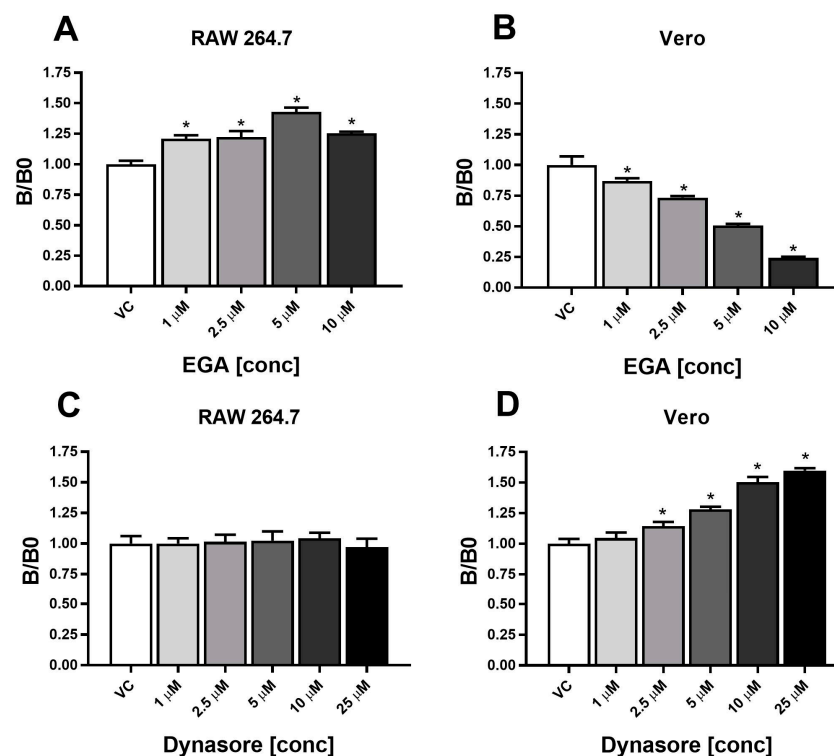 A
RAW 264.7
B/B0
1.75
1.50
1.25
1.00
0.75
0.50
0.25
0.00
* * * *
VC 1 μM 2.5 μM 5 μM 10 μM
EGA [conc]
B
Vero
B/B0
1.75
1.50
1.25
1.00
0.75
0.50
0.25
0.00
* * * *
VC 1 μM 2.5 μM 5 μM 10 μM
EGA [conc]
C
RAW 264.7
B/B0
1.75
1.50
1.25
1.00
0.75
0.50
0.25
0.00
VC 1 μM 2.5 μM 5 μM 10 μM 25 μM
Dynasore [conc]
D
Vero
B/B0
1.75
1.50
1.25
1.00
0.75
0.50
0.25
0.00
* * * *
VC 1 μM 2.5 μM 5 μM 10 μM 25 μM
Dynasore [conc]